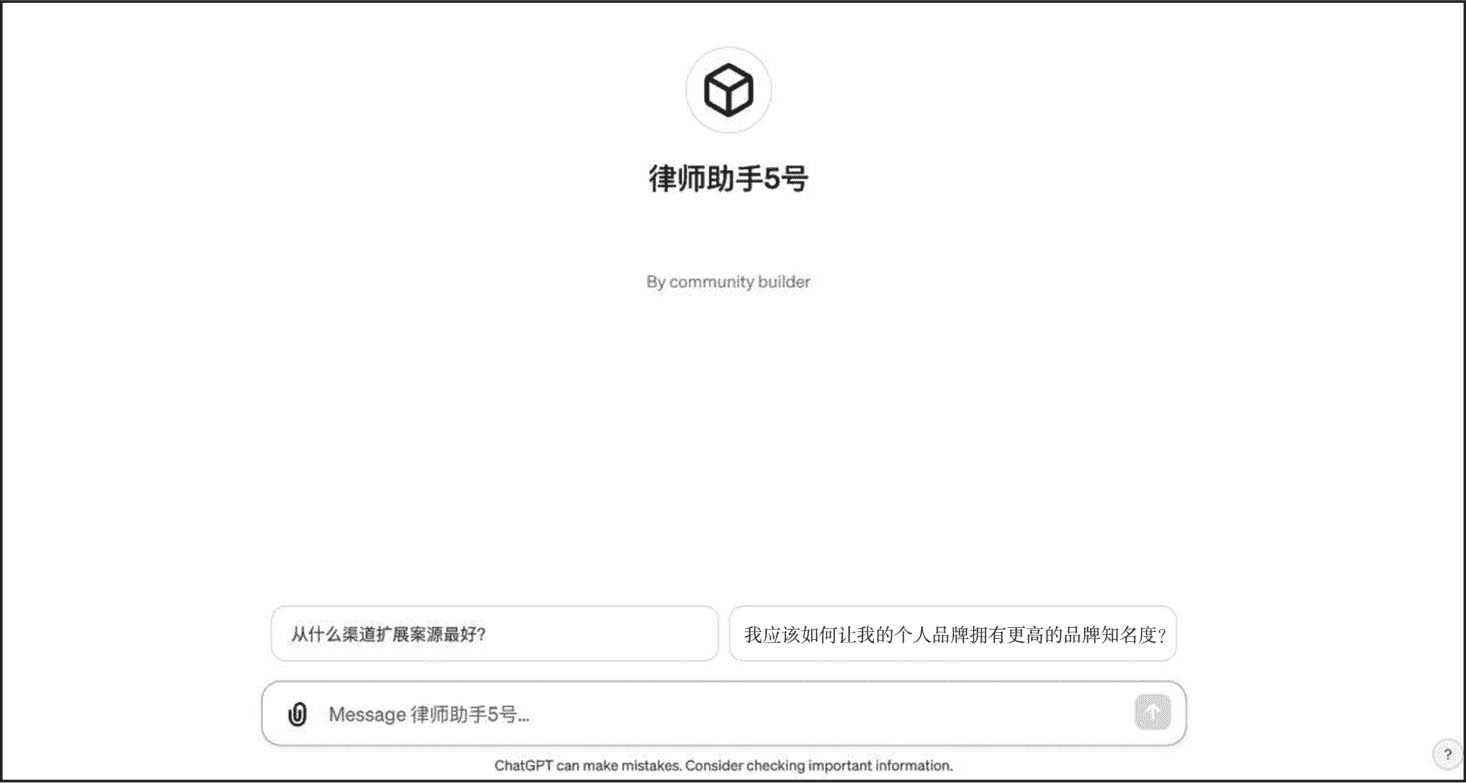 律师助手5号
By community builder
从什么渠道扩展案源最好?
我应该如何让我的个人品牌拥有更高的品牌知名度?
Message 律师助手5号...
ChatGPT can make mistakes. Consider checking important information.
?